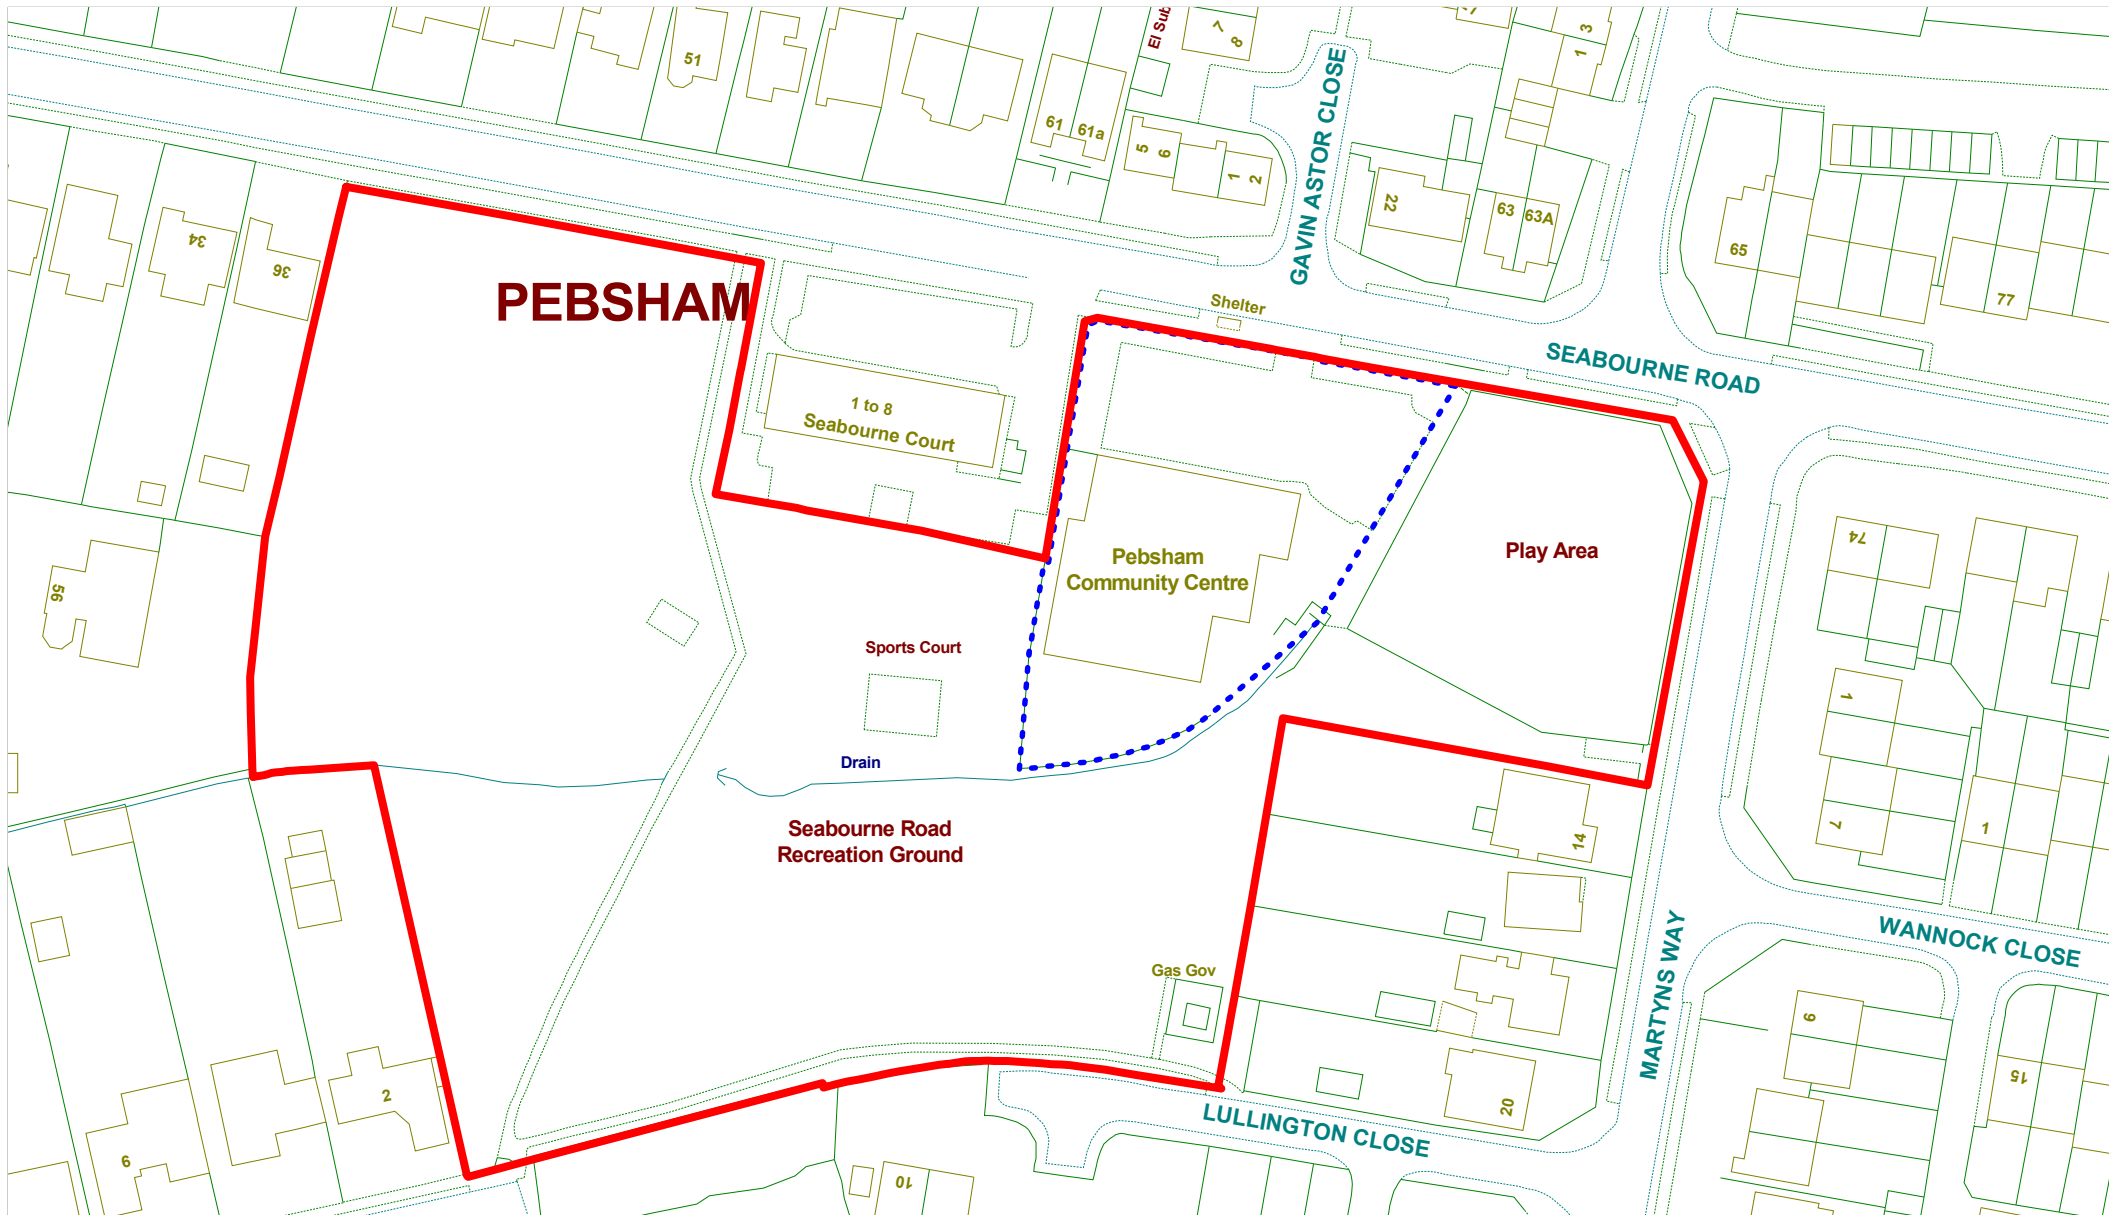 51
El Sub
7
8
17
3
1
61
61a
5
6
1
2
GAVIN ASTOR CLOSE
22
63
63A
65
77
34
36
PEBSHAM
Shelter
SEABOURNE ROAD
1 to 8
Seabourne Court
Pebsham
Community Centre
Play Area
74
56
Sports Court
1
Drain
Seabourne Road
Recreation Ground
14
7
1
WANNOCK CLOSE
MARTYNS WAY
Gas Gov
9
15
2
20
LULLINGTON CLOSE
6
10